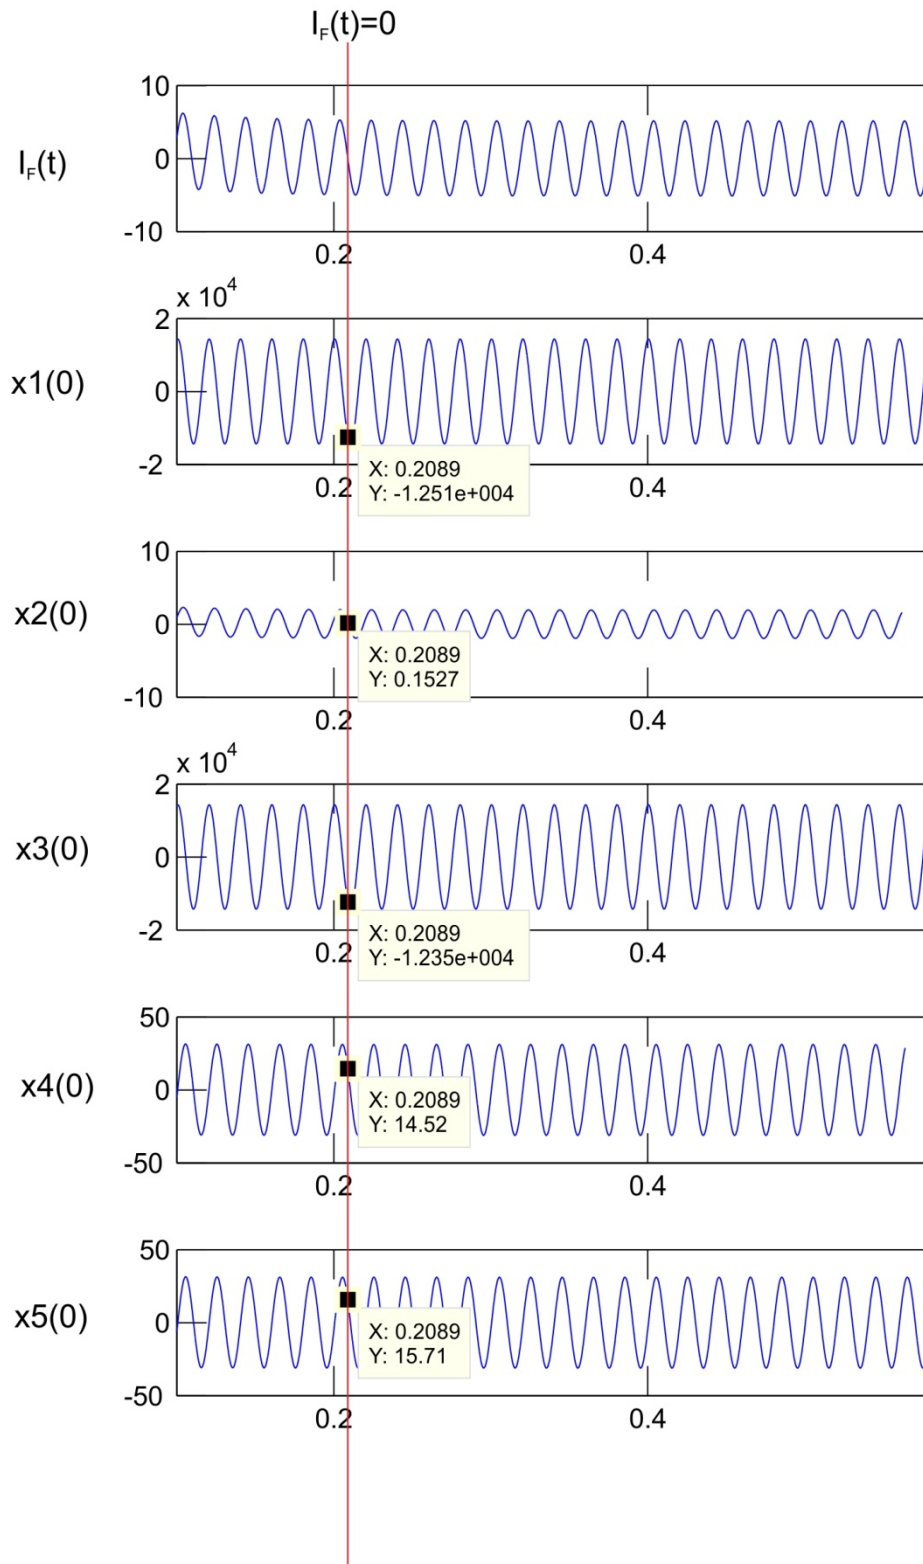 I_F(t)=0
10
I_F(t)
0
-10
0.2
0.4
x 10^4
2
x1(0)
0
-2
X: 0.2089
Y: -1.251e+004
0.2
0.4
10
x2(0)
0
-10
X: 0.2089
Y: 0.1527
0.2
0.4
x 10^4
2
x3(0)
0
-2
X: 0.2089
Y: -1.235e+004
0.2
0.4
50
x4(0)
0
-50
X: 0.2089
Y: 14.52
0.2
0.4
50
x5(0)
0
-50
X: 0.2089
Y: 15.71
0.2
0.4